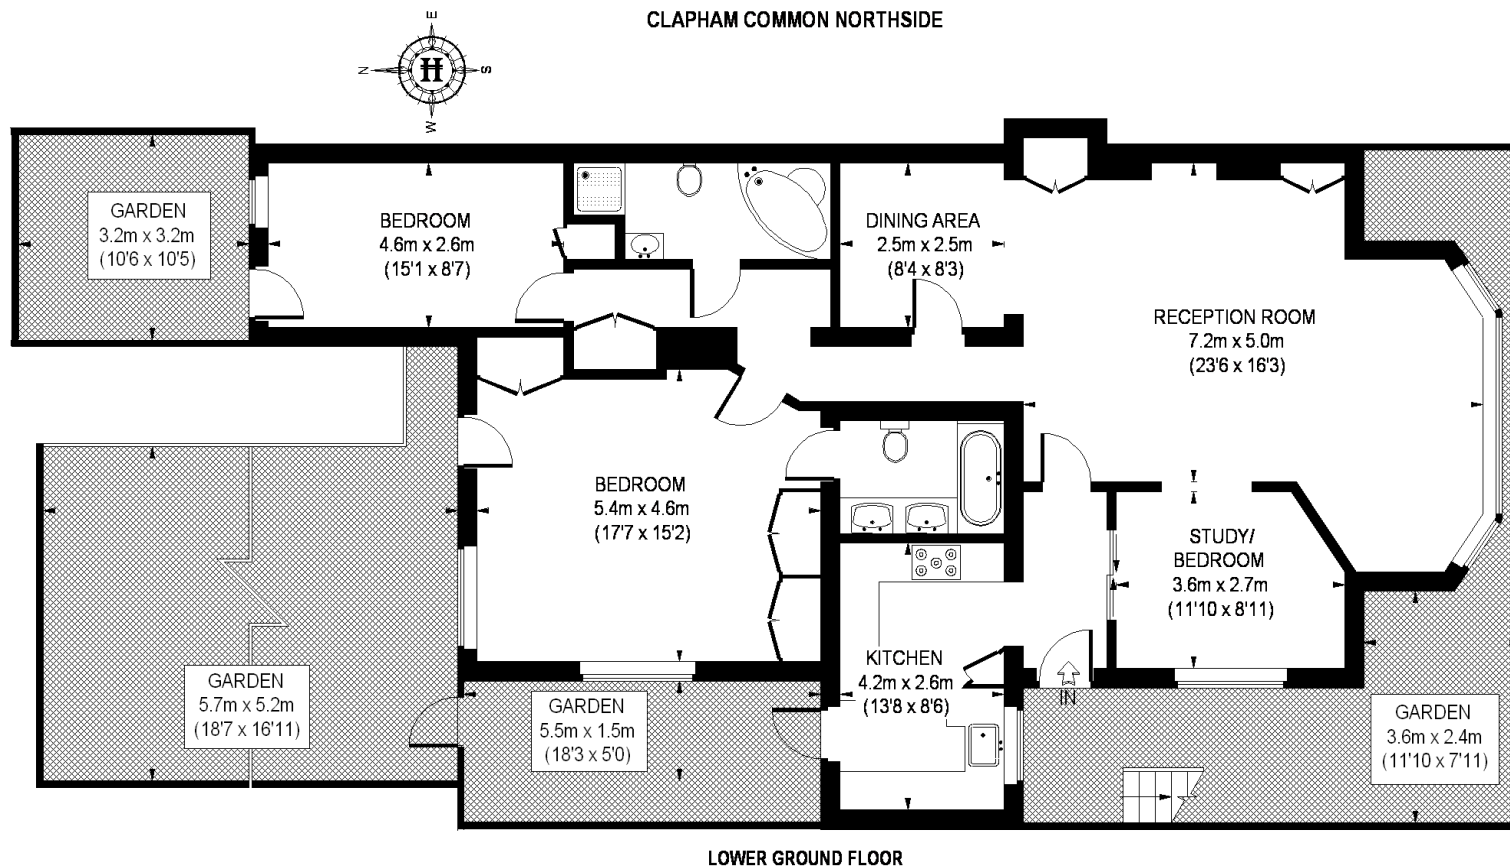 CLAPHAM COMMON NORTHSIDE
E
N
H
S
W
GARDEN
3.2m x 3.2m
(10'6 x 10'5)
BEDROOM
4.6m x 2.6m
(15'1 x 8'7)
DINING AREA
2.5m x 2.5m
(8'4 x 8'3)
RECEPTION ROOM
7.2m x 5.0m
(23'6 x 16'3)
BEDROOM
5.4m x 4.6m
(17'7 x 15'2)
STUDY/
BEDROOM
3.6m x 2.7m
(11'10 x 8'11)
GARDEN
5.7m x 5.2m
(18'7 x 16'11)
GARDEN
5.5m x 1.5m
(18'3 x 5'0)
KITCHEN
4.2m x 2.6m
(13'8 x 8'6)
IN
GARDEN
3.6m x 2.4m
(11'10 x 7'11)
LOWER GROUND FLOOR